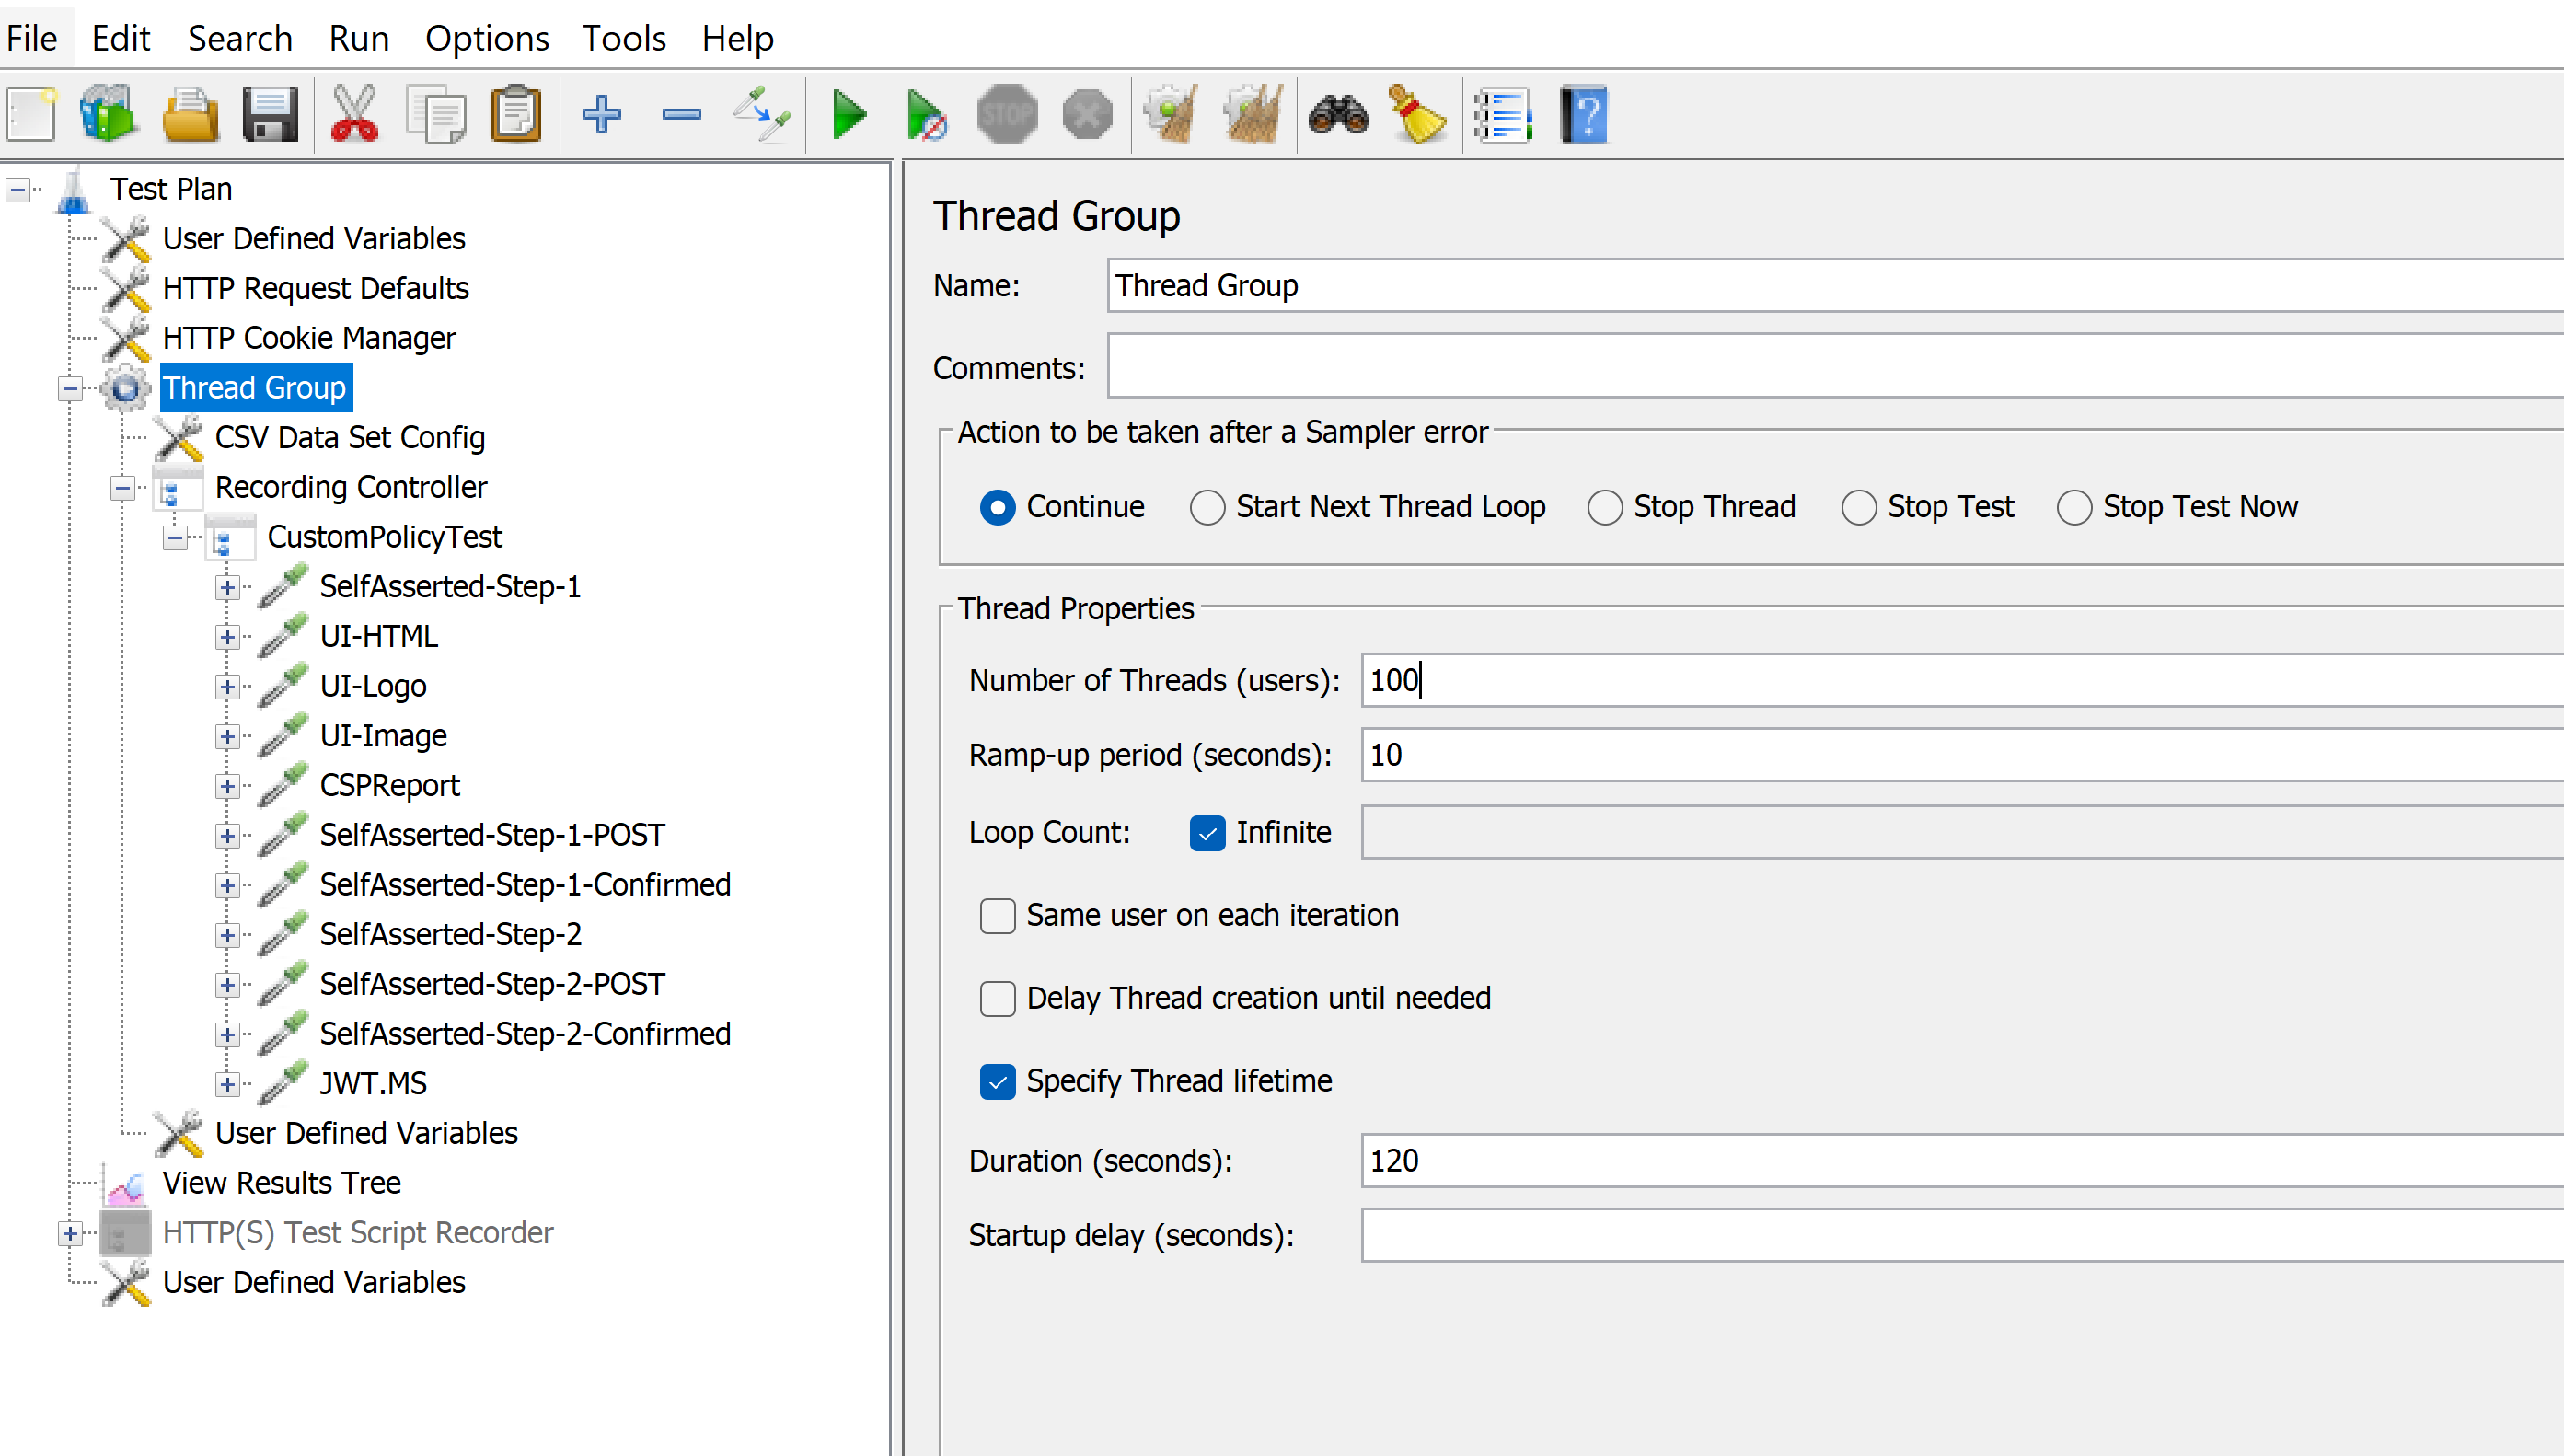 File Edit Search Run Options Tools Help
STOP
?
Test Plan
User Defined Variables
HTTP Request Defaults
HTTP Cookie Manager
Thread Group
CSV Data Set Config
Recording Controller
CustomPolicyTest
SelfAsserted-Step-1
UI-HTML
UI-Logo
UI-Image
CSPReport
SelfAsserted-Step-1-POST
SelfAsserted-Step-1-Confirmed
SelfAsserted-Step-2
SelfAsserted-Step-2-POST
SelfAsserted-Step-2-Confirmed
JWT.MS
User Defined Variables
View Results Tree
HTTP(S) Test Script Recorder
User Defined Variables
Thread Group
Name: Thread Group
Comments:
Action to be taken after a Sampler error
Continue Start Next Thread Loop Stop Thread Stop Test Stop Test Now
Thread Properties
Number of Threads (users): 100
Ramp-up period (seconds): 10
Loop Count: Infinite
Same user on each iteration
Delay Thread creation until needed
Specify Thread lifetime
Duration (seconds): 120
Startup delay (seconds):